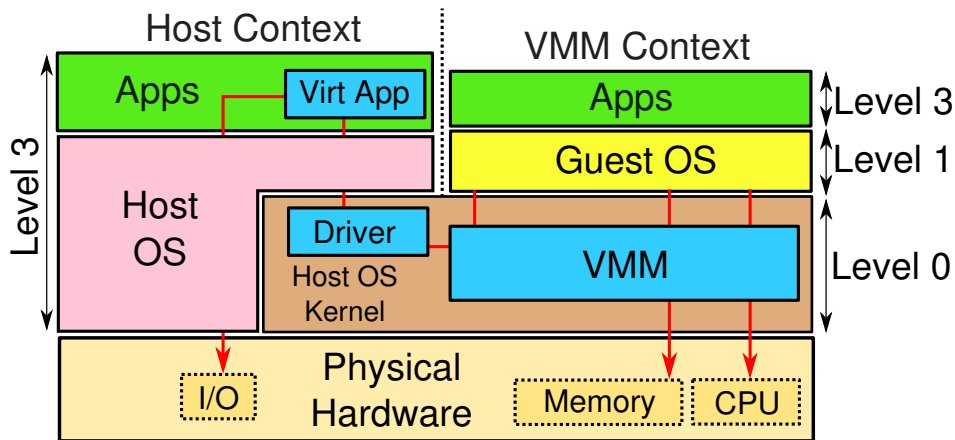 Host Context
VMM Context
Level 3
Apps
Virt App
Apps
Level 3
Guest OS
Level 1
Host
OS
Driver
Host OS
Kernel
VMM
Level 0
Physical
Hardware
I/O
Memory
CPU